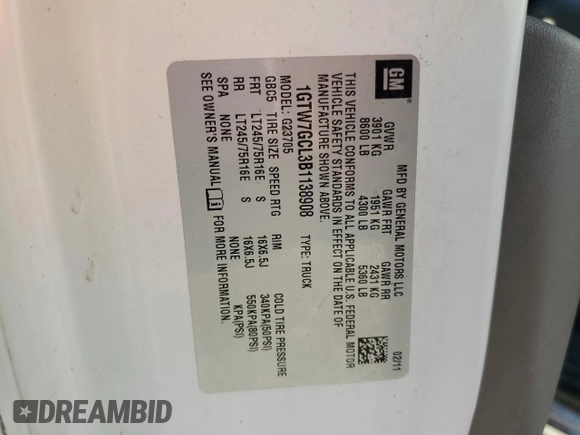 GM
MFD BY GENERAL MOTORS LLC
02/11
GVWR GAWR FRT GAWR RR
3901 KG 1951 KG 2431 KG
8600 LB 4300 LB 5360 LB
THIS VEHICLE CONFORMS TO ALL APPLICABLE U.S. FEDERAL MOTOR
VEHICLE SAFETY STANDARDS IN EFFECT ON THE DATE OF
MANUFACTURE SHOWN ABOVE.
1GTW7GCL3B1138908 TYPE: TRUCK
MODEL: G23705
GBC5 TIRE SIZE SPEED RTG RIM COLD TIRE PRESSURE
FRT LT245/75R16E S 16X6.5J 340KPA(50PSI)
RR LT245/75R16E S 16X6.5J 550KPA(80PSI)
SPA NONE NONE KPA(PSI)
SEE OWNER'S MANUAL FOR MORE INFORMATION.
DREAMBID